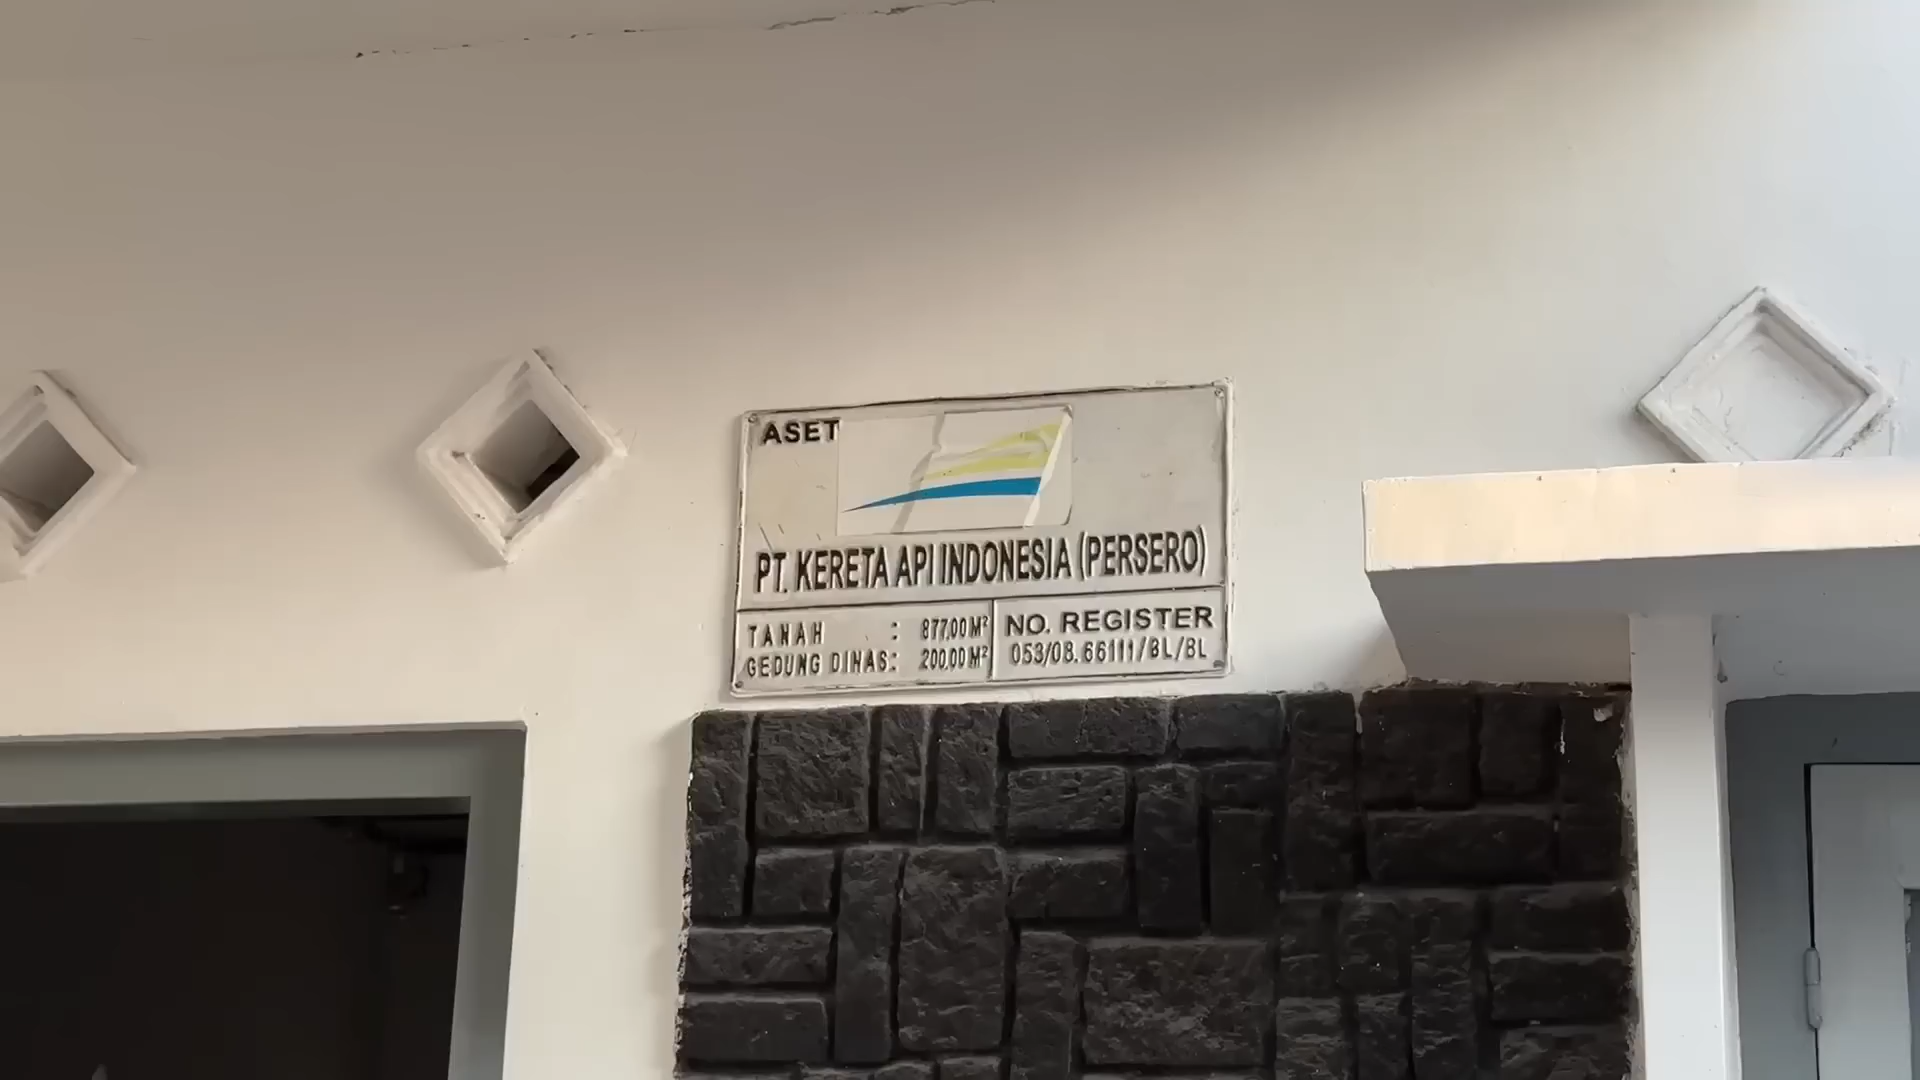 ASET
PT. KERETA API INDONESIA (PERSERO)
TANAH : 877,00 M²
GEDUNG DINAS: 200,00 M²
NO. REGISTER
053/08.66111/BL/BL